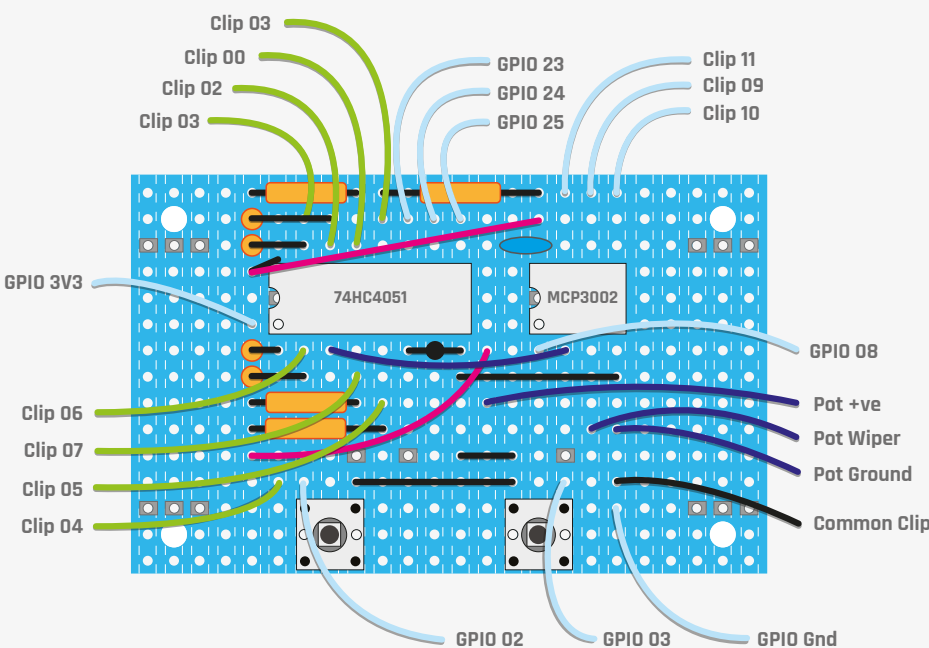 Clip 03
Clip 00
Clip 02
Clip 03
GPIO 23
GPIO 24
GPIO 25
Clip 11
Clip 09
Clip 10
GPIO 3V3
74HC4051
MCP3002
GPIO 08
Pot +ve
Pot Wiper
Pot Ground
Common Clip
Clip 06
Clip 07
Clip 05
Clip 04
GPIO 02
GPIO 03
GPIO Gnd